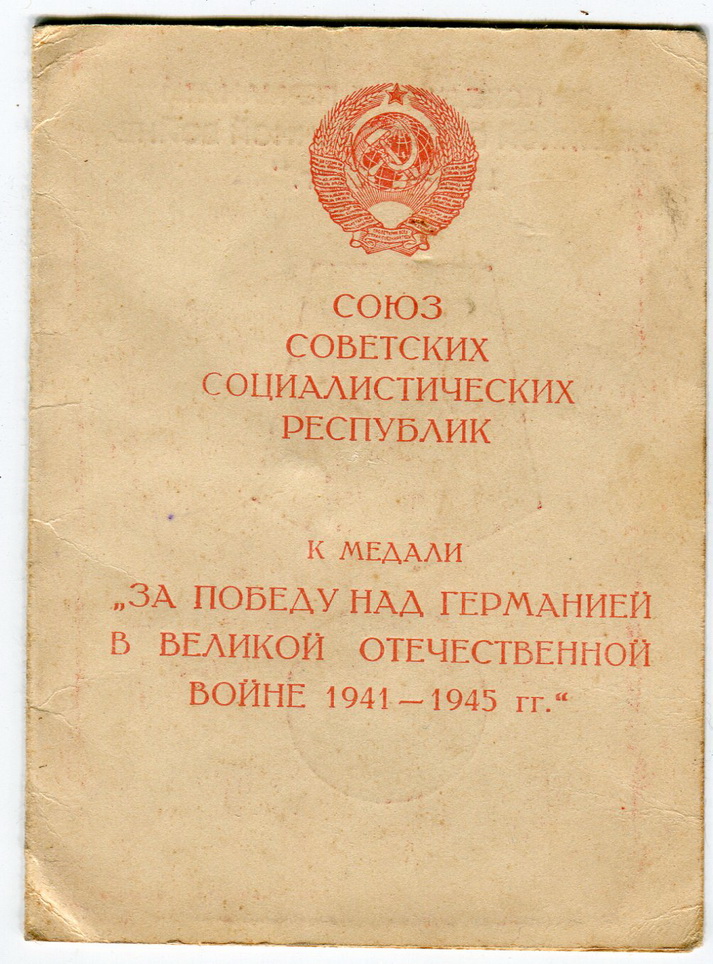 СОЮЗ
СОВЕТСКИХ
СОЦИАЛИСТИЧЕСКИХ
РЕСПУБЛИК
К МЕДАЛИ
„ЗА ПОБЕДУ НАД ГЕРМАНИЕЙ
В ВЕЛИКОЙ ОТЕЧЕСТВЕННОЙ
ВОЙНЕ 1941—1945 гг.“